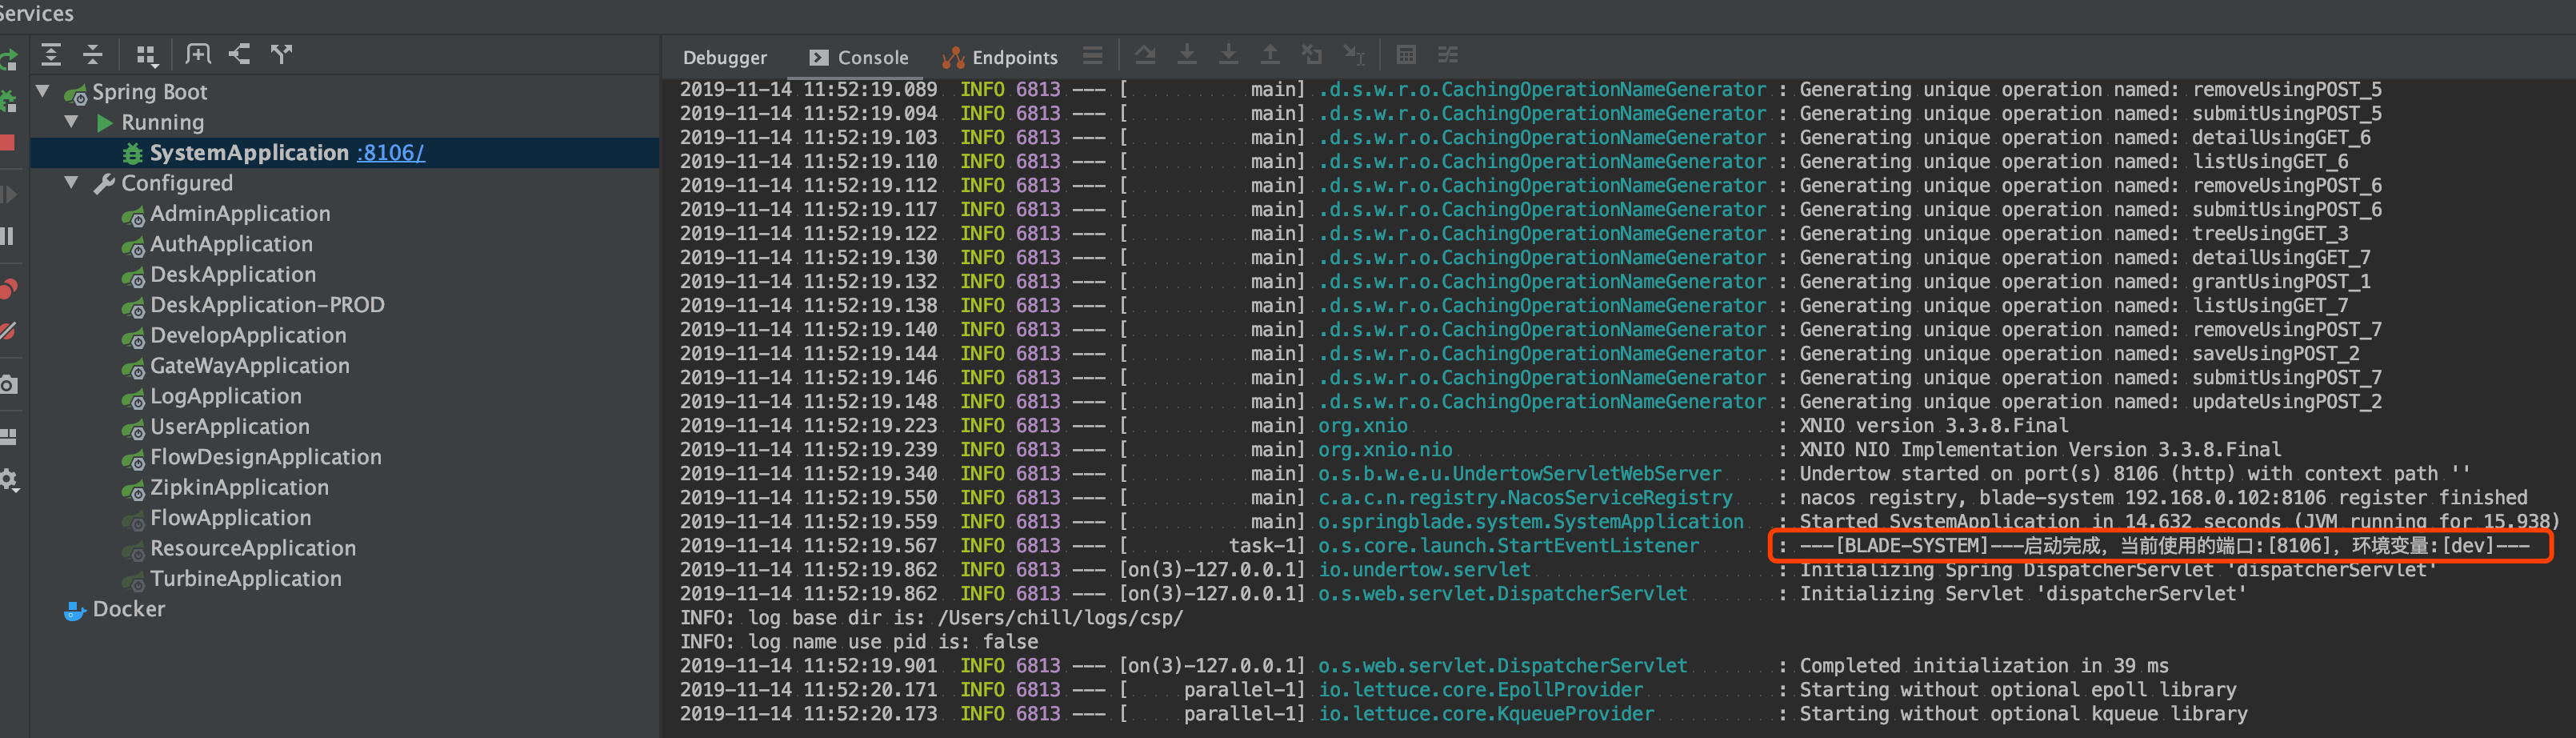 Services
Spring Boot
Running
SystemApplication :8106/
Configured
AdminApplication
AuthApplication
DeskApplication
DeskApplication-PROD
DevelopApplication
GateWayApplication
LogApplication
UserApplication
FlowDesignApplication
ZipkinApplication
FlowApplication
ResourceApplication
TurbineApplication
Docker
Debugger Console Endpoints
2019-11-14 11:52:19.089 INFO 6813 --- [ main] .d.s.w.r.o.CachingOperationNameGenerator : Generating unique operation named: removeUsingPOST_5
2019-11-14 11:52:19.094 INFO 6813 --- [ main] .d.s.w.r.o.CachingOperationNameGenerator : Generating unique operation named: submitUsingPOST_5
2019-11-14 11:52:19.103 INFO 6813 --- [ main] .d.s.w.r.o.CachingOperationNameGenerator : Generating unique operation named: detailUsingGET_6
2019-11-14 11:52:19.110 INFO 6813 --- [ main] .d.s.w.r.o.CachingOperationNameGenerator : Generating unique operation named: listUsingGET_6
2019-11-14 11:52:19.112 INFO 6813 --- [ main] .d.s.w.r.o.CachingOperationNameGenerator : Generating unique operation named: removeUsingPOST_6
2019-11-14 11:52:19.117 INFO 6813 --- [ main] .d.s.w.r.o.CachingOperationNameGenerator : Generating unique operation named: submitUsingPOST_6
2019-11-14 11:52:19.122 INFO 6813 --- [ main] .d.s.w.r.o.CachingOperationNameGenerator : Generating unique operation named: treeUsingGET_3
2019-11-14 11:52:19.130 INFO 6813 --- [ main] .d.s.w.r.o.CachingOperationNameGenerator : Generating unique operation named: detailUsingGET_7
2019-11-14 11:52:19.132 INFO 6813 --- [ main] .d.s.w.r.o.CachingOperationNameGenerator : Generating unique operation named: grantUsingPOST_1
2019-11-14 11:52:19.138 INFO 6813 --- [ main] .d.s.w.r.o.CachingOperationNameGenerator : Generating unique operation named: listUsingGET_7
2019-11-14 11:52:19.140 INFO 6813 --- [ main] .d.s.w.r.o.CachingOperationNameGenerator : Generating unique operation named: removeUsingPOST_7
2019-11-14 11:52:19.144 INFO 6813 --- [ main] .d.s.w.r.o.CachingOperationNameGenerator : Generating unique operation named: saveUsingPOST_2
2019-11-14 11:52:19.146 INFO 6813 --- [ main] .d.s.w.r.o.CachingOperationNameGenerator : Generating unique operation named: submitUsingPOST_7
2019-11-14 11:52:19.148 INFO 6813 --- [ main] .d.s.w.r.o.CachingOperationNameGenerator : Generating unique operation named: updateUsingPOST_2
2019-11-14 11:52:19.223 INFO 6813 --- [ main] org.xnio : XNIO version 3.3.8.Final
2019-11-14 11:52:19.239 INFO 6813 --- [ main] org.xnio.nio : XNIO NIO Implementation Version 3.3.8.Final
2019-11-14 11:52:19.340 INFO 6813 --- [ main] o.s.b.w.e.u.UndertowServletWebServer : Undertow started on port(s) 8106 (http) with context path ''
2019-11-14 11:52:19.550 INFO 6813 --- [ main] c.a.c.n.registry.NacosServiceRegistry : nacos registry, blade-system 192.168.0.102:8106 register finished
2019-11-14 11:52:19.559 INFO 6813 --- [ main] o.springblade.system.SystemApplication : Started SystemApplication in 14.632 seconds (JVM running for 15.938)
2019-11-14 11:52:19.567 INFO 6813 --- [ task-1] o.s.core.launch.StartEventListener : ---[BLADE-SYSTEM]---启动完成, 当前使用的端口:[8106], 环境变量:[dev]---
2019-11-14 11:52:19.862 INFO 6813 --- [on(3)-127.0.0.1] io.undertow.servlet : Initializing Spring DispatcherServlet 'dispatcherServlet'
2019-11-14 11:52:19.862 INFO 6813 --- [on(3)-127.0.0.1] o.s.web.servlet.DispatcherServlet : Initializing Servlet 'dispatcherServlet'
INFO: log base dir is: /Users/chill/logs/csp/
INFO: log name use pid is: false
2019-11-14 11:52:19.901 INFO 6813 --- [on(3)-127.0.0.1] o.s.web.servlet.DispatcherServlet : Completed initialization in 39 ms
2019-11-14 11:52:20.171 INFO 6813 --- [ parallel-1] io.lettuce.core.EpollProvider : Starting without optional epoll library
2019-11-14 11:52:20.173 INFO 6813 --- [ parallel-1] io.lettuce.core.KqueueProvider : Starting without optional kqueue library